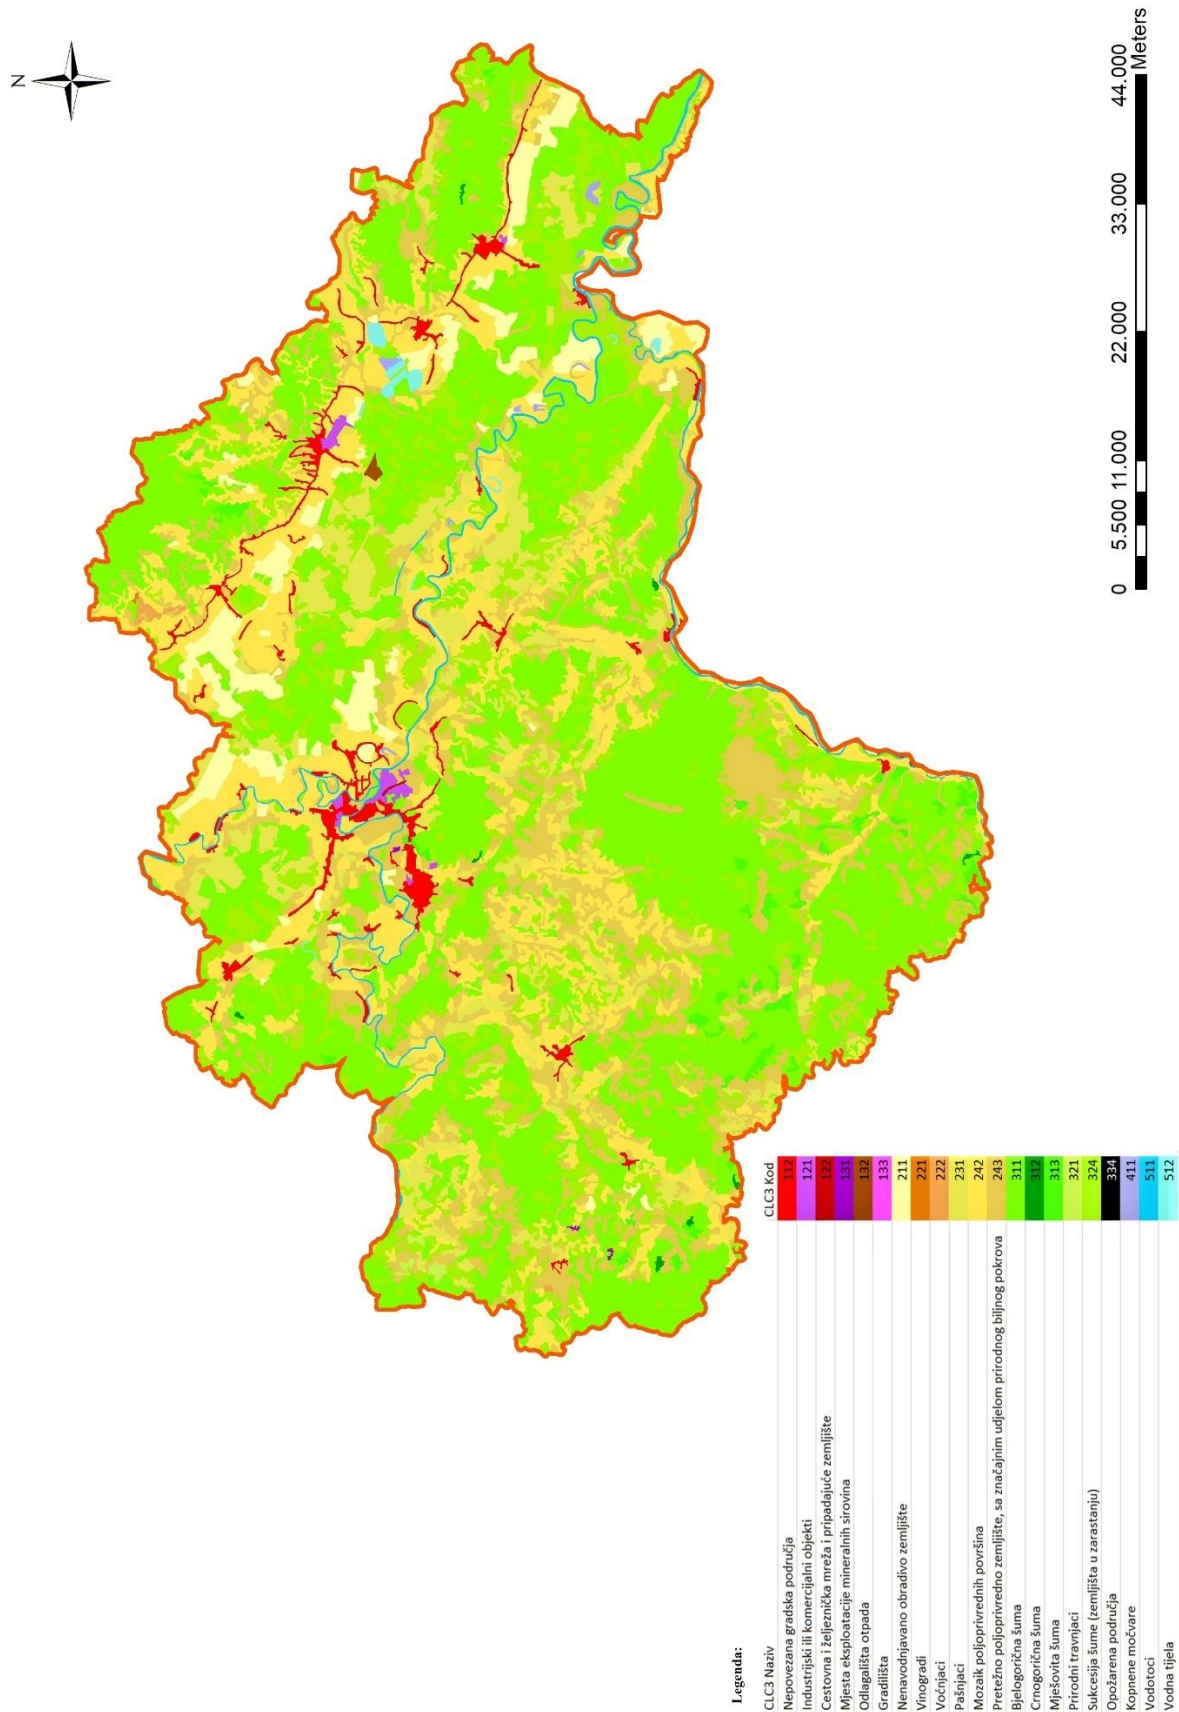 N
0 5.500 11.000 22.000 33.000 44.000
Meters
Legenda:
CLC3 Naziv CLC3 Kod
Nepovezana gradska područja 112
Industrijski ili komercijalni objekti 121
Cestovna i željeznička mreža i pripadajuće zemljište 122
Mjesta eksploatacije mineralnih sirovina 131
Odlagališta otpada 132
Gradilišta 133
Nenavodnjavano obradivo zemljište 211
Vinogradi 221
Voćnjaci 222
Pašnjaci 231
Mozaik poljoprivrednih površina 242
Pretežno poljoprivredno zemljište, sa značajnim udjelom prirodnog biljnog pokrova 243
Bjelogorična šuma 311
Crnogorična šuma 312
Mješovita šuma 313
Prirodni travnjaci 321
Sukcesija šume (zemljišta u zarastanju) 324
Opožarena područja 334
Kopnene močvare 411
Vodotoci 511
Vodna tijela 512